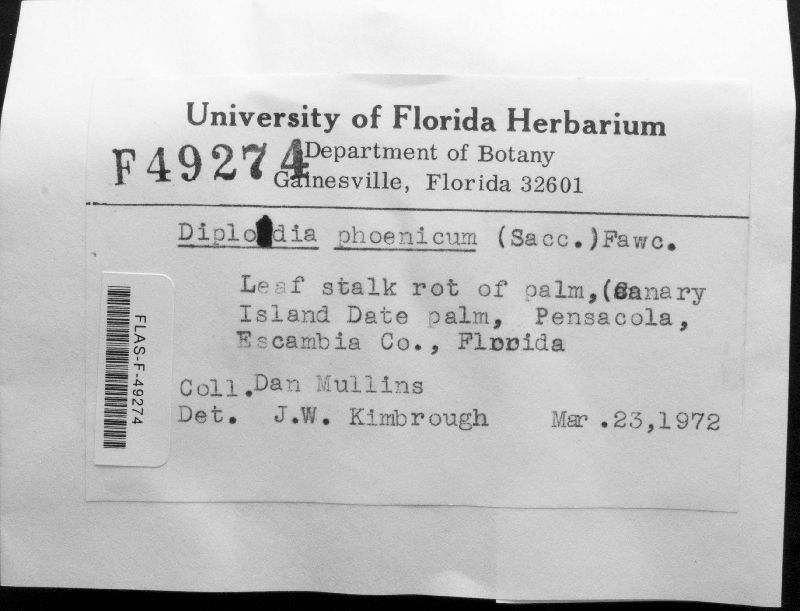 University of Florida Herbarium
F49274
Department of Botany
Gainesville, Florida 32601
Diplodia phoenicum (Sacc.)Fawc.
Leaf stalk rot of palm,(Canary
Island Date palm, Pensacola,
Escambia Co., Florida
Coll.Dan Mullins
Det. J.W. Kimbrough Mar .23,1972
FLAS-F-49274